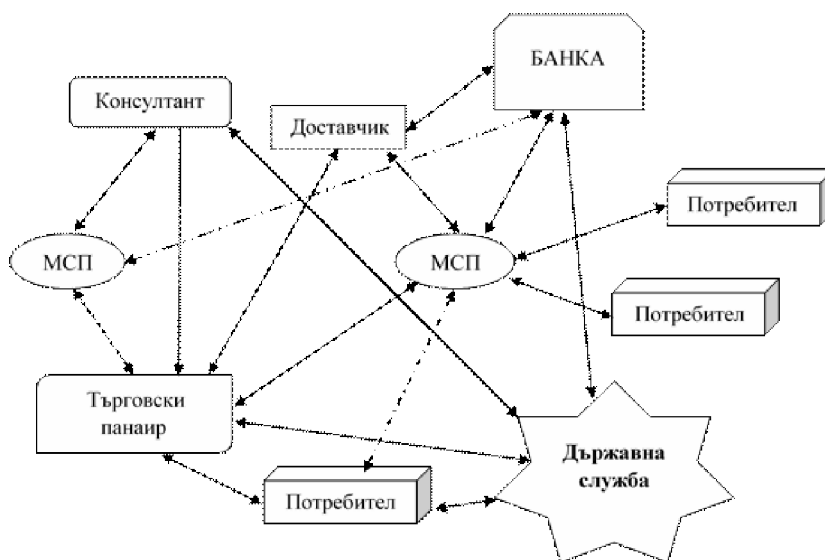 БАНКА
Консултант
Доставчик
Потребител
МСП
МСП
Потребител
Търговски
панаир
Държавна
служба
Потребител